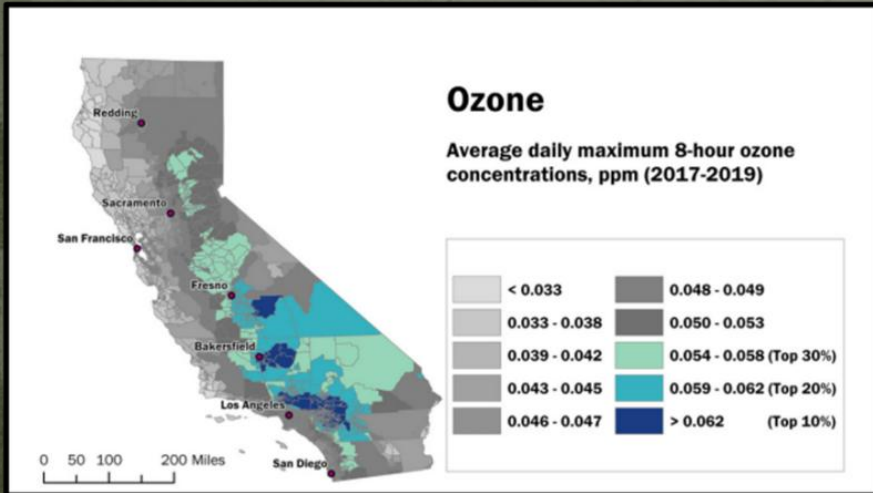 Ozone
Average daily maximum 8-hour ozone
concentrations, ppm (2017-2019)
Redding
Sacramento
San Francisco
Fresno
Bakersfield
Los Angeles
San Diego
0 50 100 200 Miles
< 0.033
0.033 - 0.038
0.039 - 0.042
0.043 - 0.045
0.046 - 0.047
0.048 - 0.049
0.050 - 0.053
0.054 - 0.058 (Top 30%)
0.059 - 0.062 (Top 20%)
> 0.062 (Top 10%)